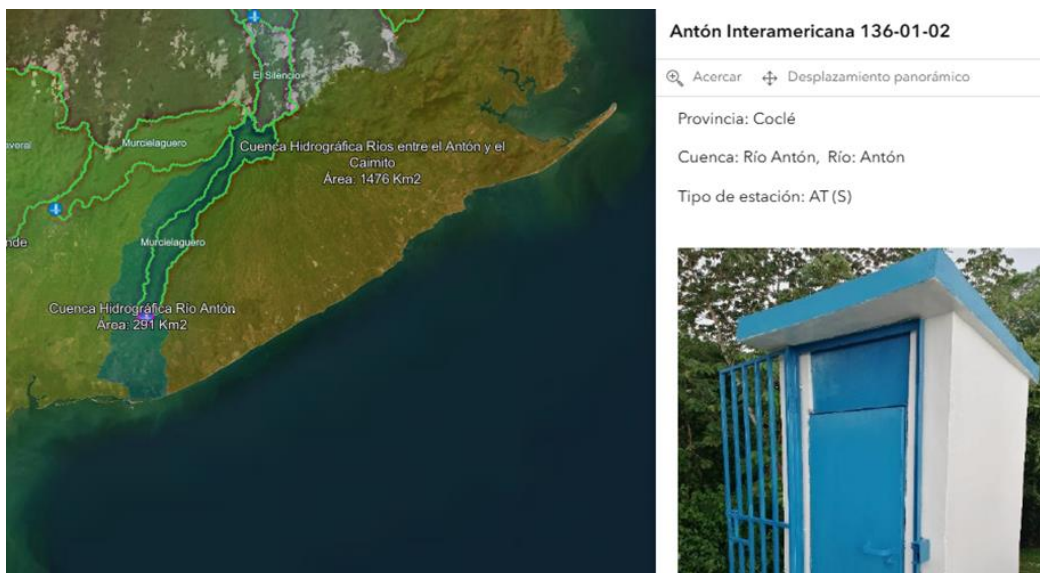 El Silencio
Murcielaguero
Cuenca Hidrográfica Ríos entre el Antón y el
Caimito
Área: 1476 Km2
Murcielaguero
Cuenca Hidrográfica Río Antón
Área: 291 Km2
Antón Interamericana 136-01-02
Acercar Desplazamiento panorámico
Provincia: Coclé
Cuenca: Río Antón, Río: Antón
Tipo de estación: AT (S)